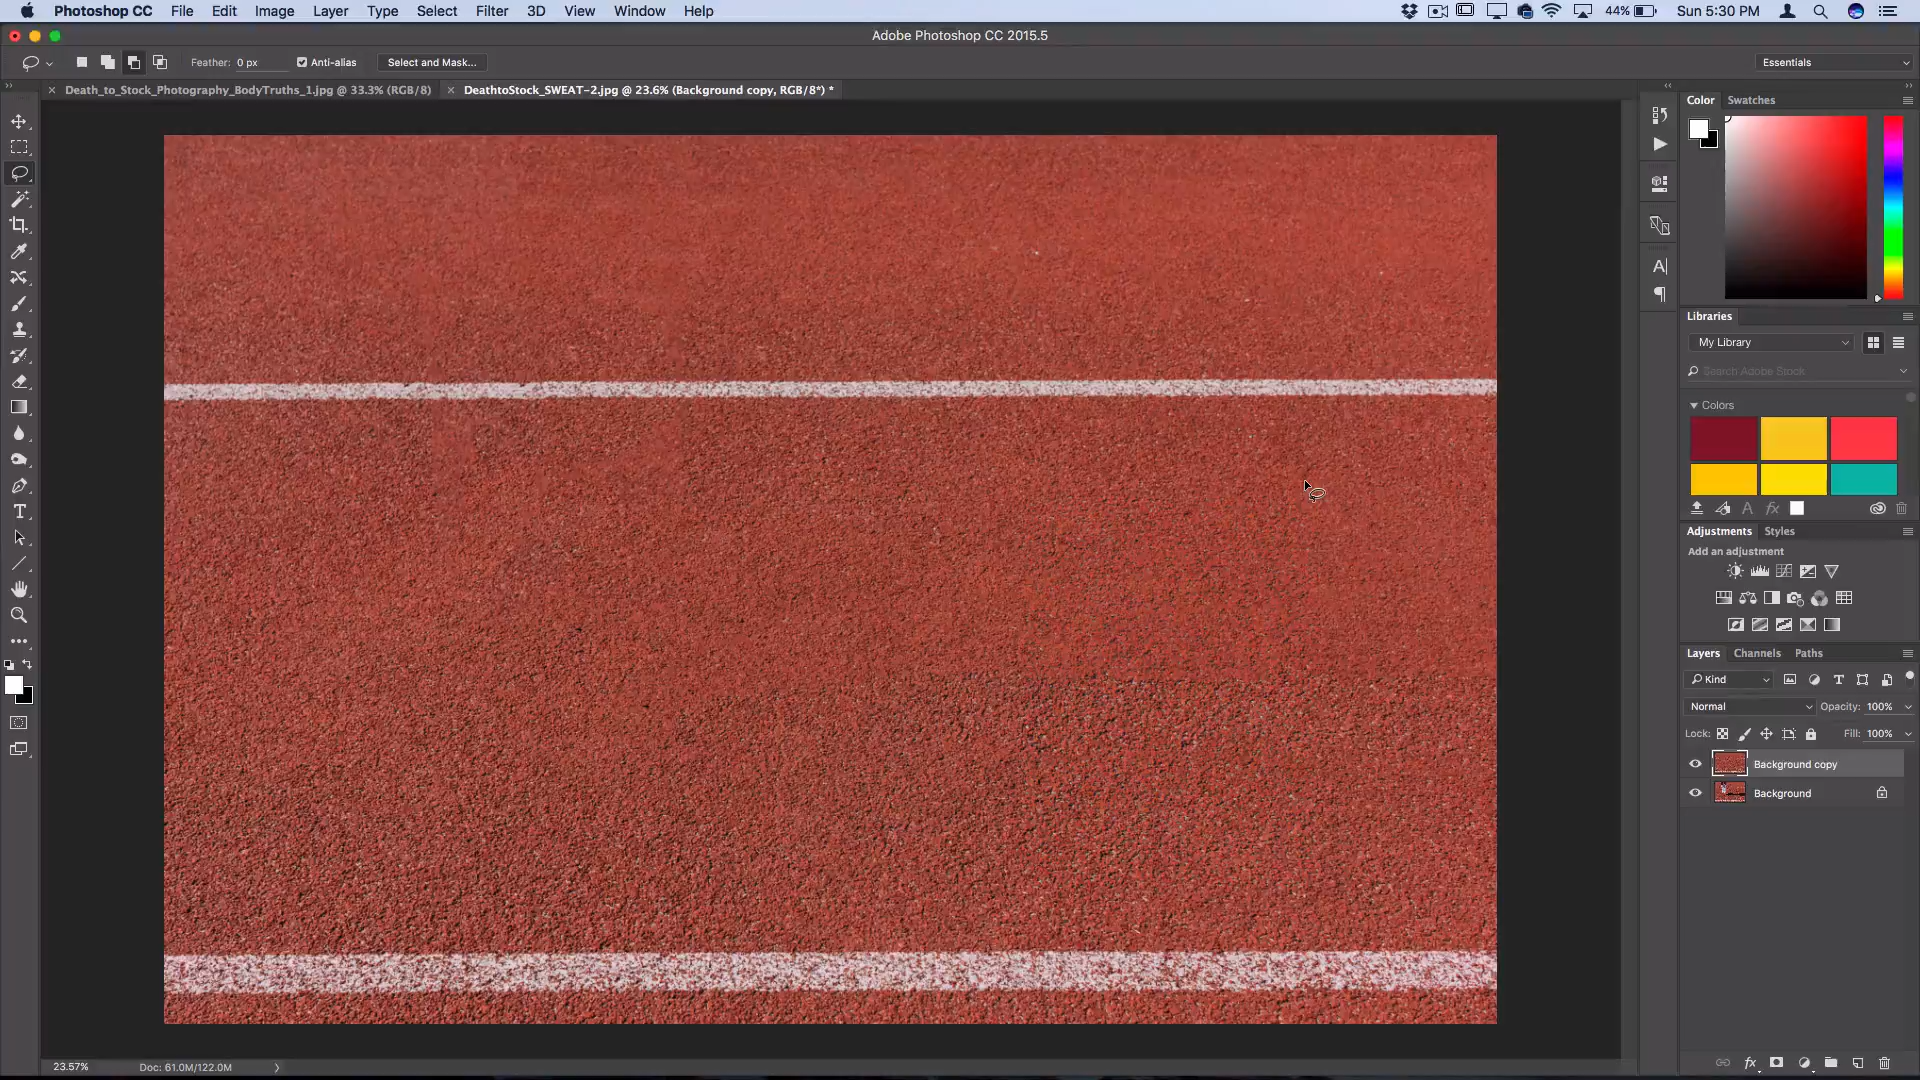 Photoshop CC File Edit Image Layer Type Select Filter 3D View Window Help 44% Sun 5:30 PM
Adobe Photoshop CC 2015.5
Feather: 0 px Anti-alias Select and Mask... Essentials
Death_to_Stock_Photography_BodyTruths_1.jpg @ 33.3% (RGB/8) DeathtoStock_SWEAT-2.jpg @ 23.6% (Background copy, RGB/8*) *
Color Swatches
Libraries
My Library
Search Adobe Stock
Colors
Adjustments Styles
Add an adjustment
Layers Channels Paths
Kind
Normal Opacity: 100%
Lock: Fill: 100%
Background copy
Background
23.57% Doc: 61.0M/122.0M